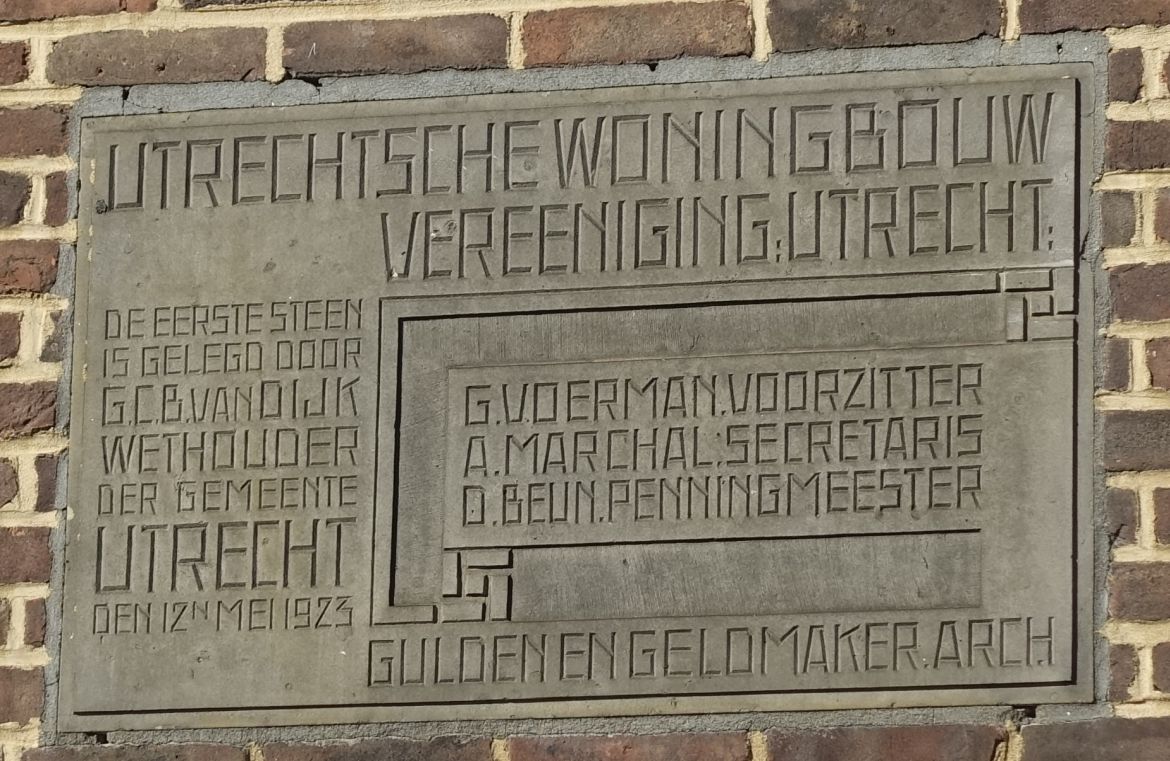 UTRECHTSCHE WONINGBOUW
VEREENIGING: UTRECHT:
DE EERSTE STEEN
IS GELEGD DOOR
G.C.B. VAN DIJK
WETHOUDER
DER GEMEENTE
UTRECHT
DEN 12N MEI 1923
G.VOERMAN.VOORZITTER
A.MARCHAL.SECRETARIS
D.BEUN.PENNINGMEESTER
GULDEN EN GELDMAKER.ARCH.